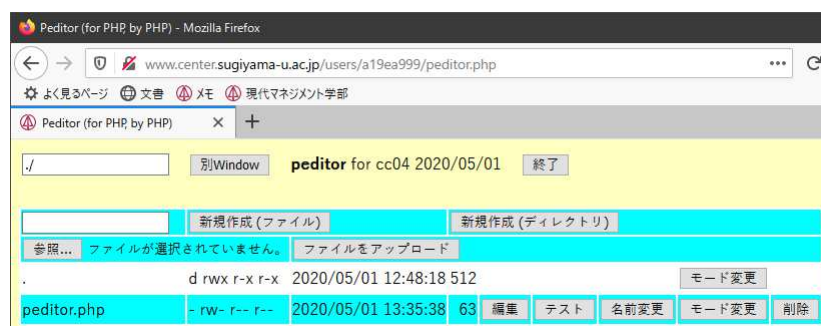 Peditor (for PHP, by PHP) - Mozilla Firefox
www.center.sugiyama-u.ac.jp/users/a19ea999/peditor.php
よく見るページ 文書 メモ 現代マネジメント学部
Peditor (for PHP, by PHP)
./ 別Window peditor for cc04 2020/05/01 終了
新規作成 (ファイル) 新規作成 (ディレクトリ)
参照... ファイルが選択されていません。 ファイルをアップロード
. d rwx r-x r-x 2020/05/01 12:48:18 512 モード変更
peditor.php - rw- r-- r-- 2020/05/01 13:35:38 63 編集 テスト 名前変更 モード変更 削除